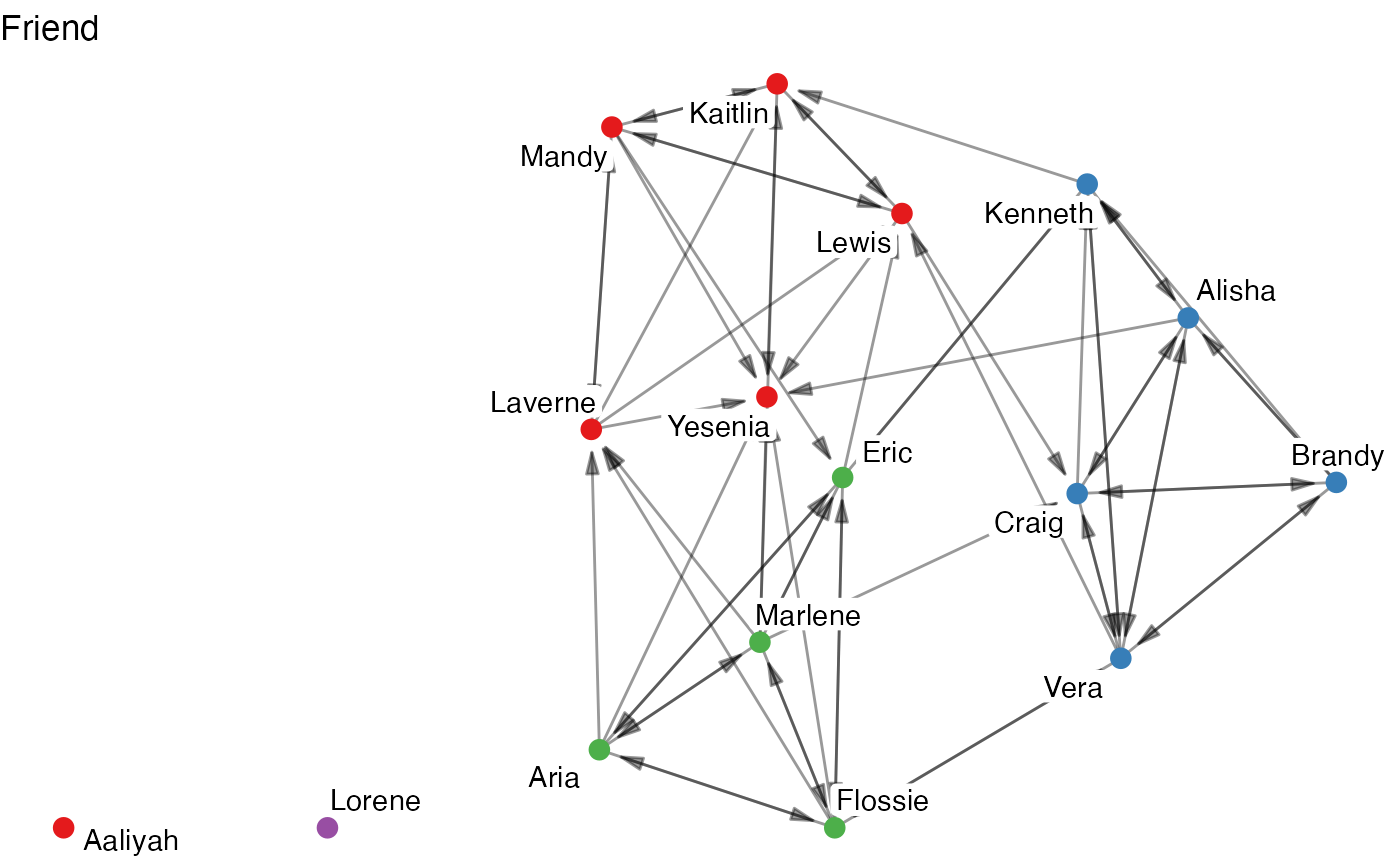 Friend
Kaitlin
Mandy
Kenneth
Lewis
Alisha
Laverne
Yesenia
Eric
Brandy
Craig
Marlene
Vera
Aria
Flossie
Lorene
Aaliyah